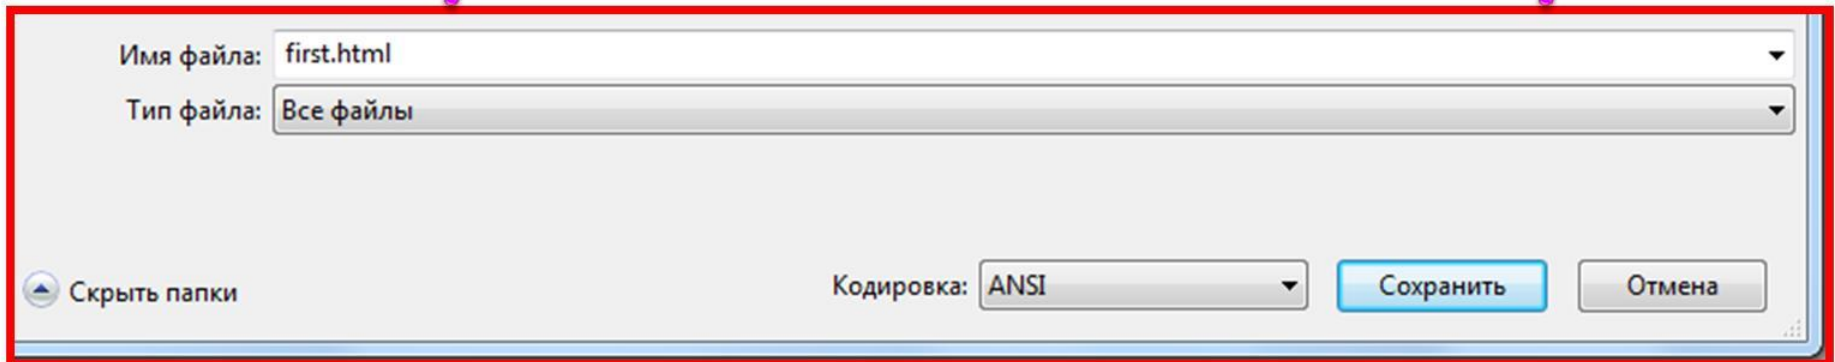 Имя файла: first.html
Тип файла: Все файлы
Скрыть папки Кодировка: ANSI Сохранить Отмена